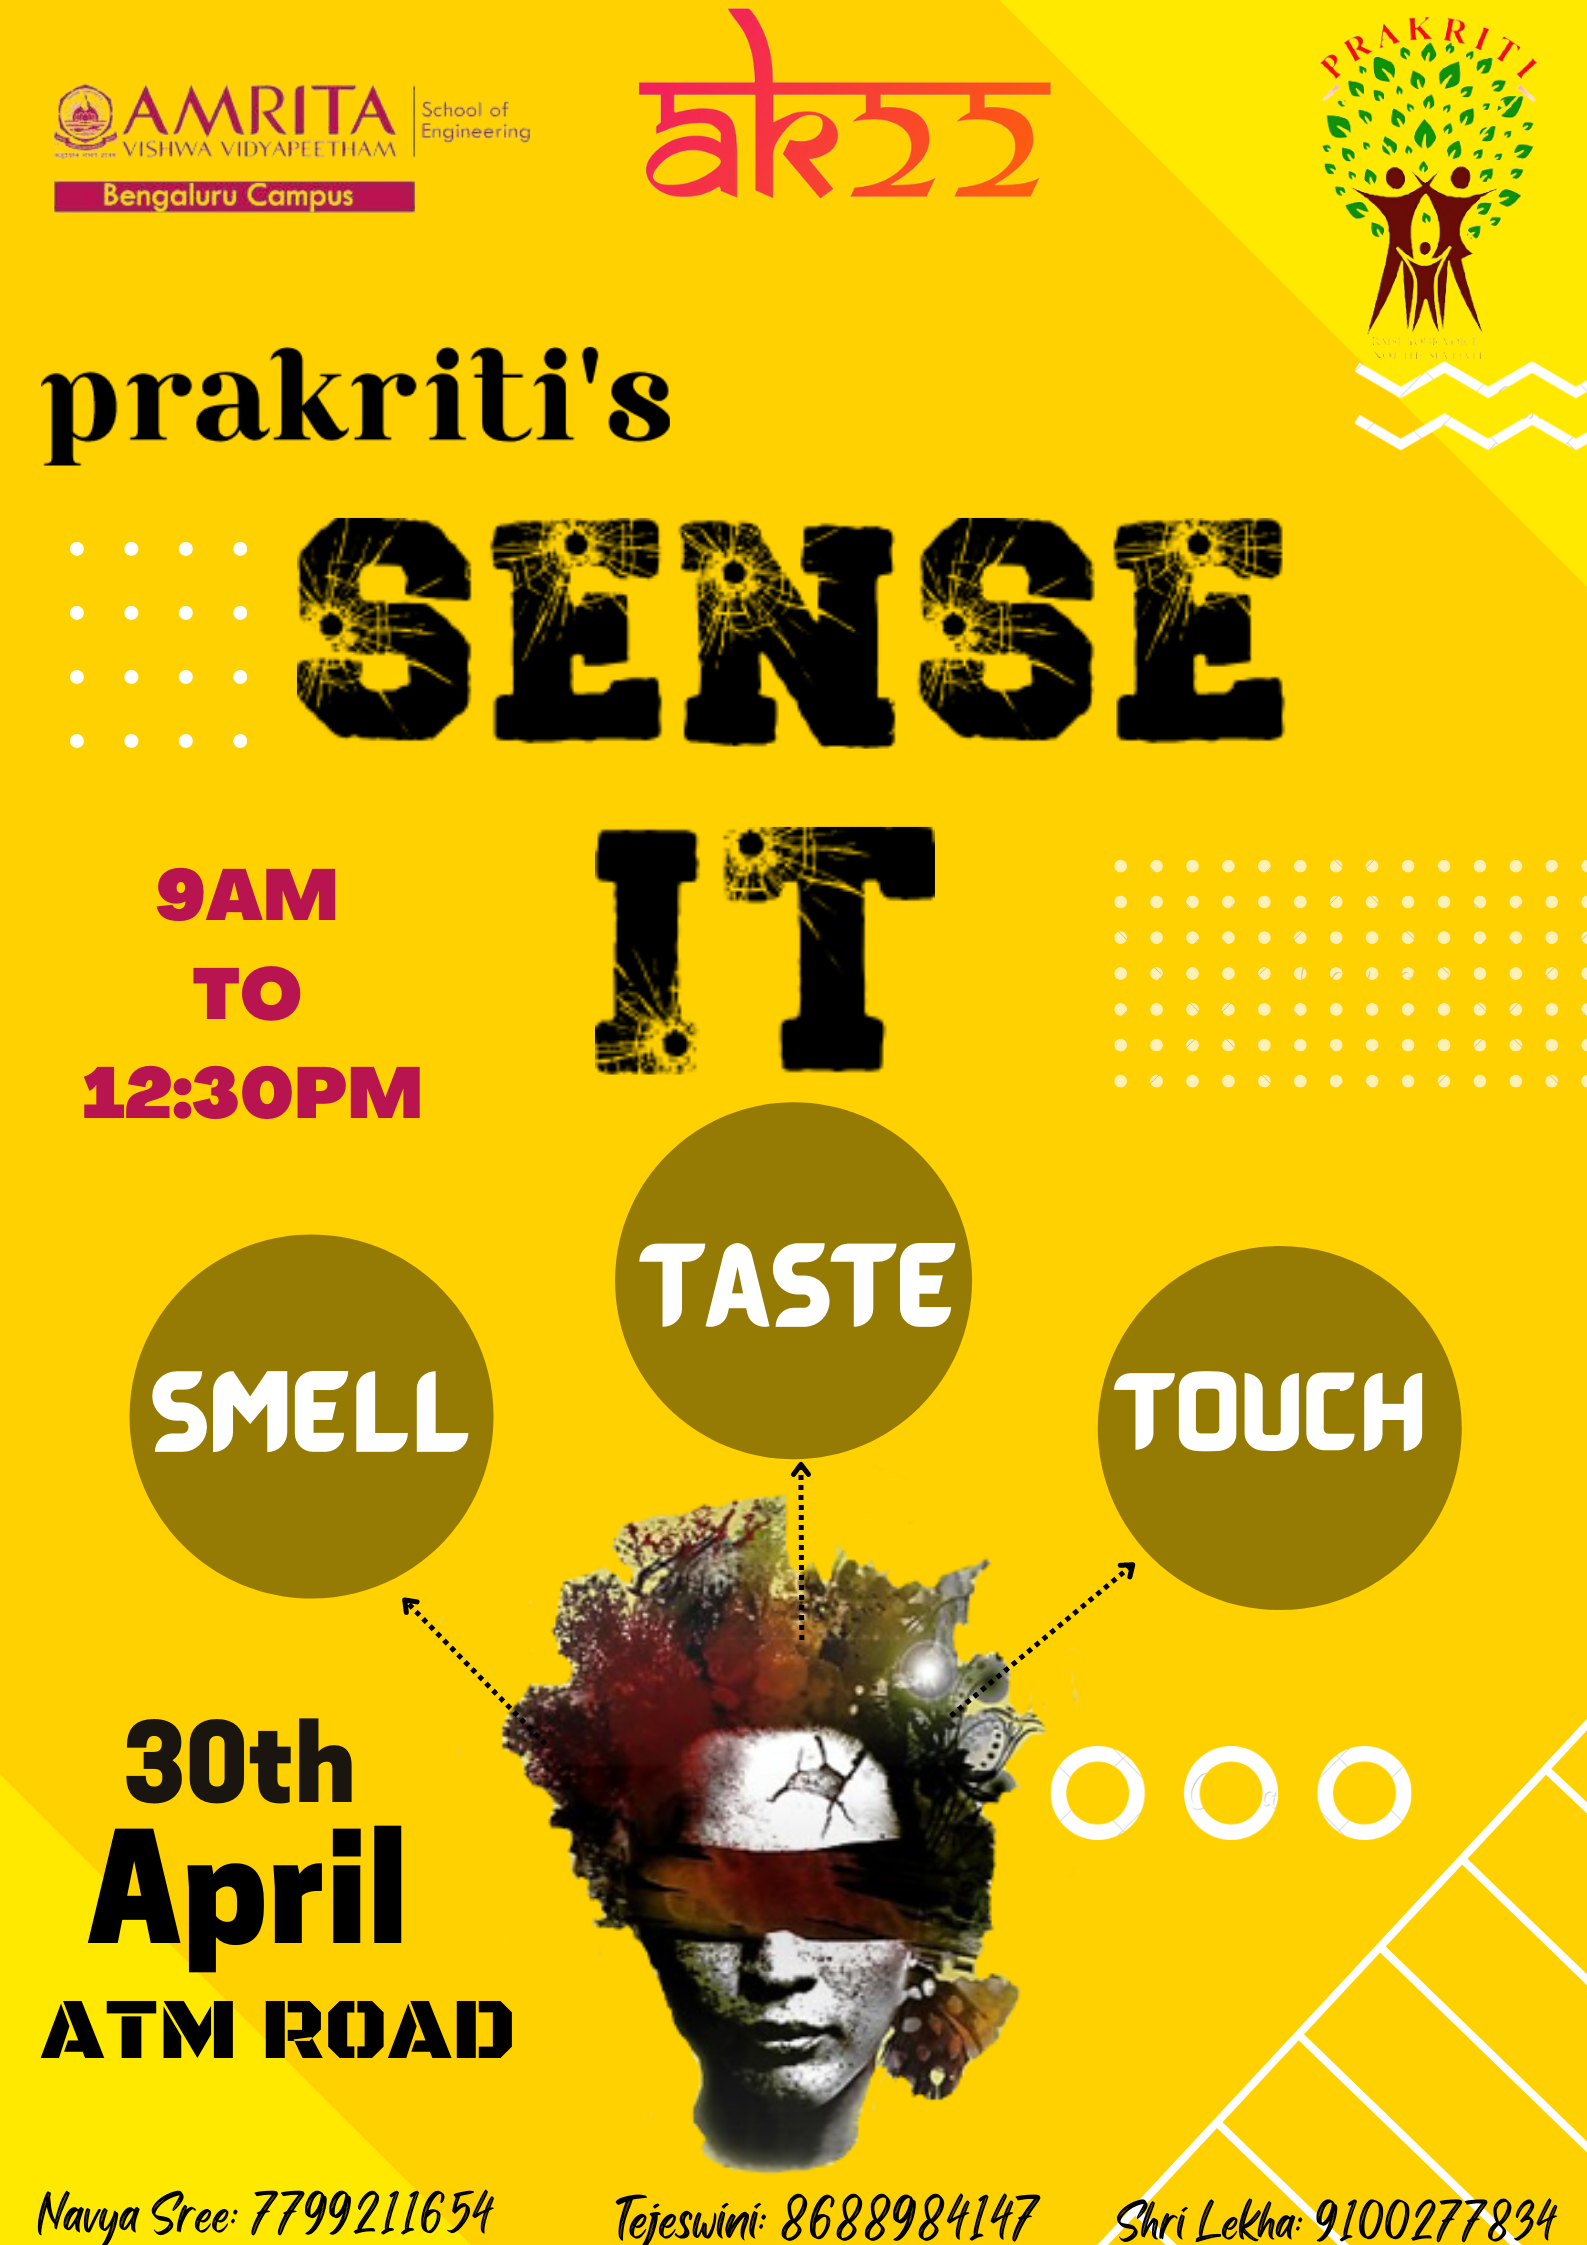 AMRITA
VISHWA VIDYAPEETHAM
School of
Engineering
Bengaluru Campus
ak22
PRAKRITI
prakriti's
SENSE
IT
9AM
TO
12:30PM
TASTE
SMELL
TOUCH
30th
April
ATM ROAD
Navya Sree: 7799211654
Tejeswini: 8688984147
Shri Lekha: 9100277834